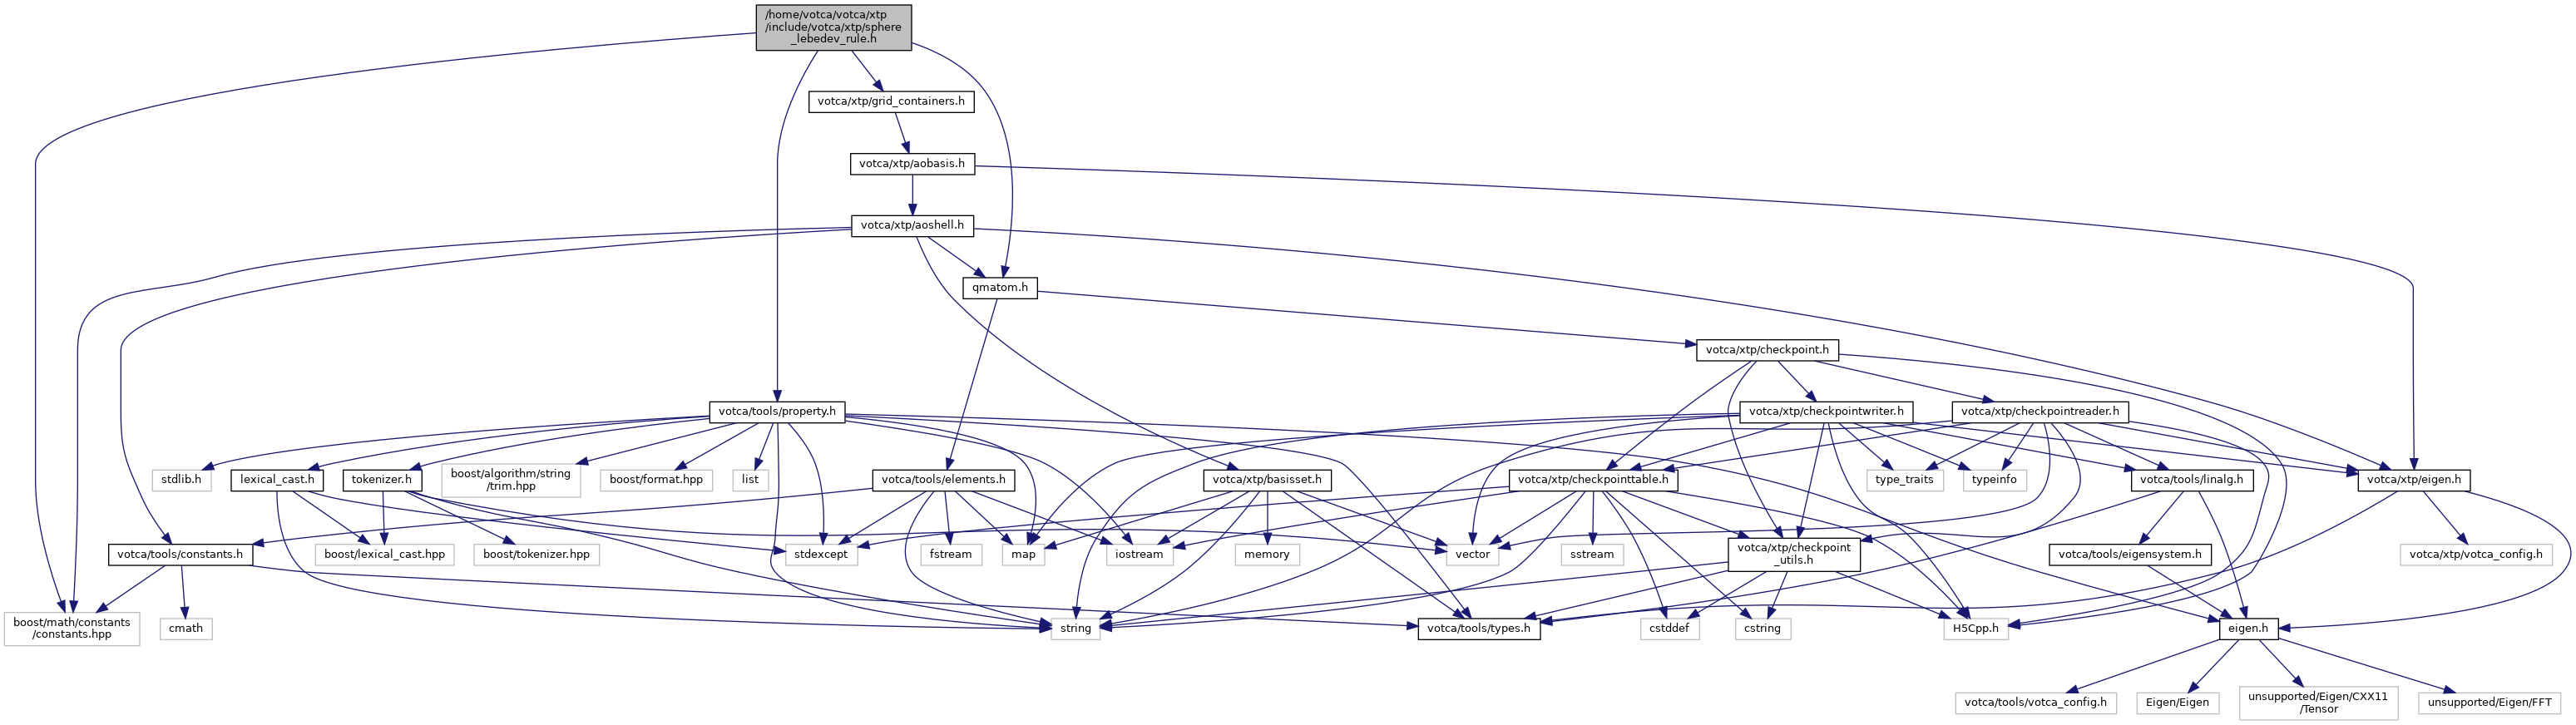 /home/votca/votca/xtp
/include/votca/xtp/sphere
_lebedev_rule.h
votca/xtp/grid_containers.h
votca/xtp/aobasis.h
votca/xtp/aoshell.h
qmatom.h
votca/xtp/checkpoint.h
votca/tools/property.h
votca/xtp/checkpointwriter.h
votca/xtp/checkpointreader.h
stdlib.h
lexical_cast.h
tokenizer.h
boost/algorithm/string
/trim.hpp
boost/format.hpp
list
votca/tools/elements.h
votca/xtp/basisset.h
votca/xtp/checkpointtable.h
type_traits
typeinfo
votca/tools/linalg.h
votca/xtp/eigen.h
votca/tools/constants.h
boost/lexical_cast.hpp
boost/tokenizer.hpp
stdexcept
fstream
map
iostream
memory
vector
sstream
votca/xtp/checkpoint
_utils.h
votca/tools/eigensystem.h
votca/xtp/votca_config.h
boost/math/constants
/constants.hpp
cmath
string
votca/tools/types.h
cstddef
cstring
H5Cpp.h
eigen.h
votca/tools/votca_config.h
Eigen/Eigen
unsupported/Eigen/CXX11
/Tensor
unsupported/Eigen/FFT